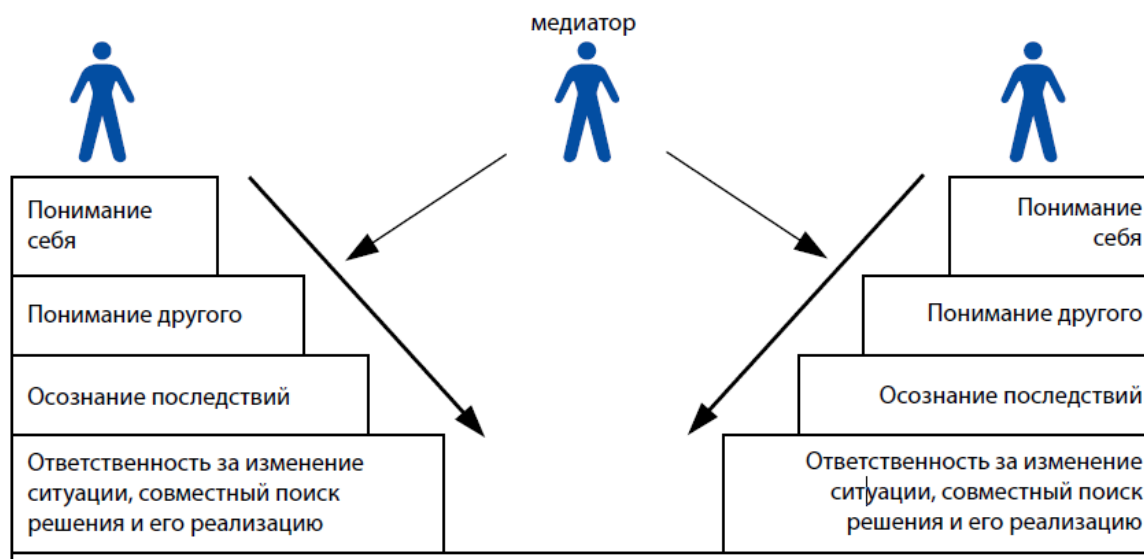 медиатор
Понимание
себя
Понимание
себя
Понимание другого
Понимание другого
Осознание последствий
Осознание последствий
Ответственность за изменение
ситуации, совместный поиск
решения и его реализацию
Ответственность за изменение
ситуации, совместный поиск
решения и его реализацию